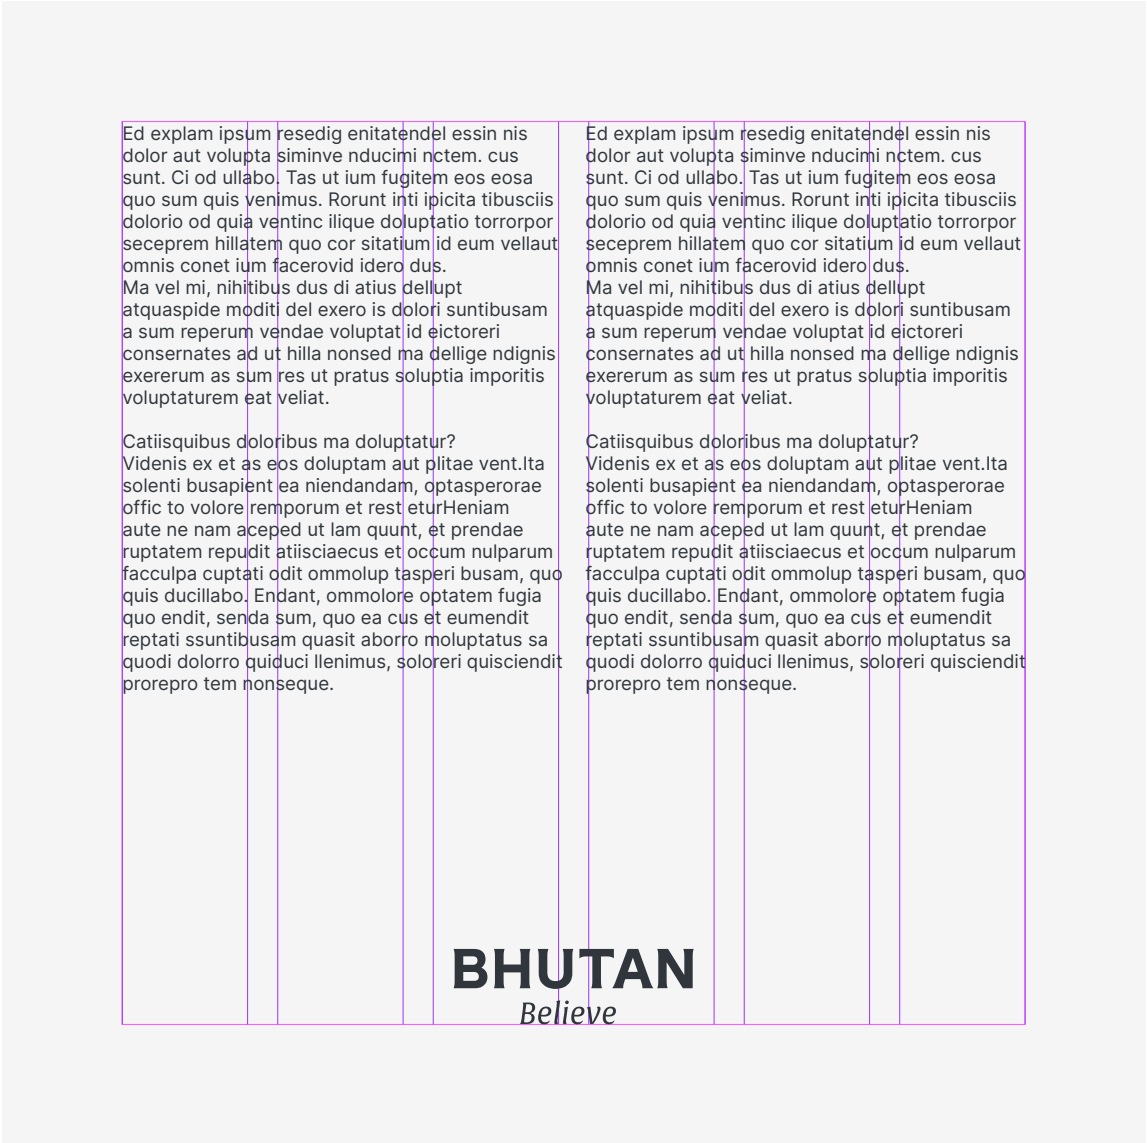 Ed explam ipsum resedig enitatendel essin nis
dolor aut volupta siminve nducimi nctem. cus
sunt. Ci od ullabo. Tas ut ium fugitem eos eosa
quo sum quis venimus. Rorunt inti ipicita tibusciis
dolorio od quia ventinc ilique doluptatio torrorpor
seceprem hillatem quo cor sitatium id eum vellaut
omnis conet ium facerovid idero dus.
Ma vel mi, nihitibus dus di atius dellupt
atquaspide moditi del exero is dolori suntibusam
a sum reperum vendae voluptat id eictoreri
consernates ad ut hilla nonsed ma dellige ndignis
exererum as sum res ut pratus soluptia imporitis
voluptaturem eat veliat.
Catiisquibus doloribus ma doluptatur?
Videnis ex et as eos doluptam aut plitae vent.Ita
solenti busapient ea niendandam, optasperorae
offic to volore remporum et rest eturHeniam
aute ne nam aceped ut lam quunt, et prendae
ruptatem repudit atiisciaecus et occum nulparum
facculpa cuptati odit ommolup tasperi busam, quo
quis ducillabo. Endant, ommolore optatem fugia
quo endit, senda sum, quo ea cus et eumendit
reptati ssuntibusam quasit aborro moluptatus sa
quodi dolorro quiduci llenimus, soloreri quisciendit
prorepro tem nonseque.
Ed explam ipsum resedig enitatendel essin nis
dolor aut volupta siminve nducimi nctem. cus
sunt. Ci od ullabo. Tas ut ium fugitem eos eosa
quo sum quis venimus. Rorunt inti ipicita tibusciis
dolorio od quia ventinc ilique doluptatio torrorpor
seceprem hillatem quo cor sitatium id eum vellaut
omnis conet ium facerovid idero dus.
Ma vel mi, nihitibus dus di atius dellupt
atquaspide moditi del exero is dolori suntibusam
a sum reperum vendae voluptat id eictoreri
consernates ad ut hilla nonsed ma dellige ndignis
exererum as sum res ut pratus soluptia imporitis
voluptaturem eat veliat.
Catiisquibus doloribus ma doluptatur?
Videnis ex et as eos doluptam aut plitae vent.Ita
solenti busapient ea niendandam, optasperorae
offic to volore remporum et rest eturHeniam
aute ne nam aceped ut lam quunt, et prendae
ruptatem repudit atiisciaecus et occum nulparum
facculpa cuptati odit ommolup tasperi busam, quo
quis ducillabo. Endant, ommolore optatem fugia
quo endit, senda sum, quo ea cus et eumendit
reptati ssuntibusam quasit aborro moluptatus sa
quodi dolorro quiduci llenimus, soloreri quisciendit
prorepro tem nonseque.
BHUTAN
Believe